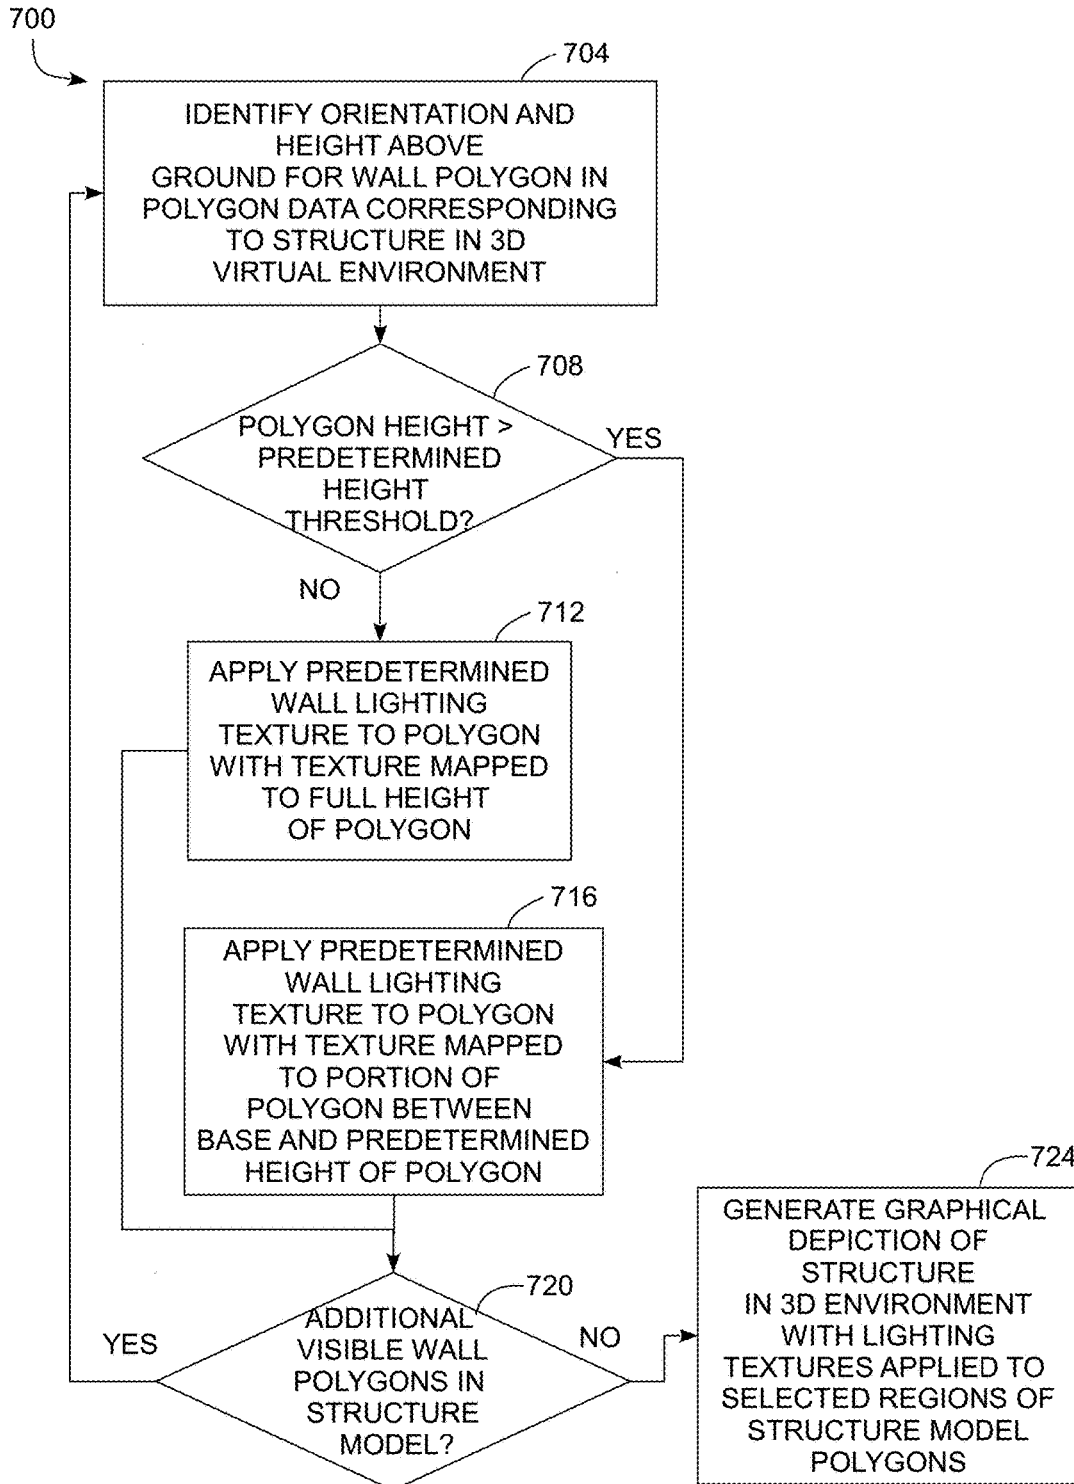 700
704
IDENTIFY ORIENTATION AND
HEIGHT ABOVE
GROUND FOR WALL POLYGON IN
POLYGON DATA CORRESPONDING
TO STRUCTURE IN 3D
VIRTUAL ENVIRONMENT
708
POLYGON HEIGHT >
PREDETERMINED
HEIGHT
THRESHOLD?
YES
NO
712
APPLY PREDETERMINED
WALL LIGHTING
TEXTURE TO POLYGON
WITH TEXTURE MAPPED
TO FULL HEIGHT
OF POLYGON
716
APPLY PREDETERMINED
WALL LIGHTING
TEXTURE TO POLYGON
WITH TEXTURE MAPPED
TO PORTION OF
POLYGON BETWEEN
BASE AND PREDETERMINED
HEIGHT OF POLYGON
720
ADDITIONAL
VISIBLE WALL
POLYGONS IN
STRUCTURE
MODEL?
YES
NO
724
GENERATE GRAPHICAL
DEPICTION OF
STRUCTURE
IN 3D ENVIRONMENT
WITH LIGHTING
TEXTURES APPLIED TO
SELECTED REGIONS OF
STRUCTURE MODEL
POLYGONS